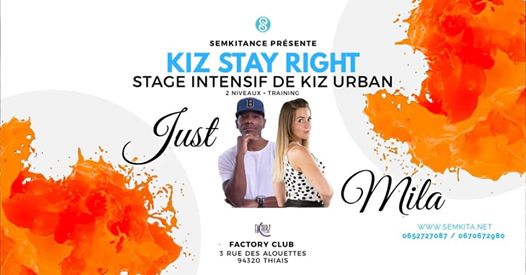 SEMKITANCE PRÉSENTE
KIZ STAY RIGHT
STAGE INTENSIF DE KIZ URBAN
2 NIVEAUX - TRAINING
Just
Mila
FACTORY CLUB
3 RUE DES ALOUETTES
94320 THIAIS
WWW.SEMKITA.NET
0652727087 / 0670672980